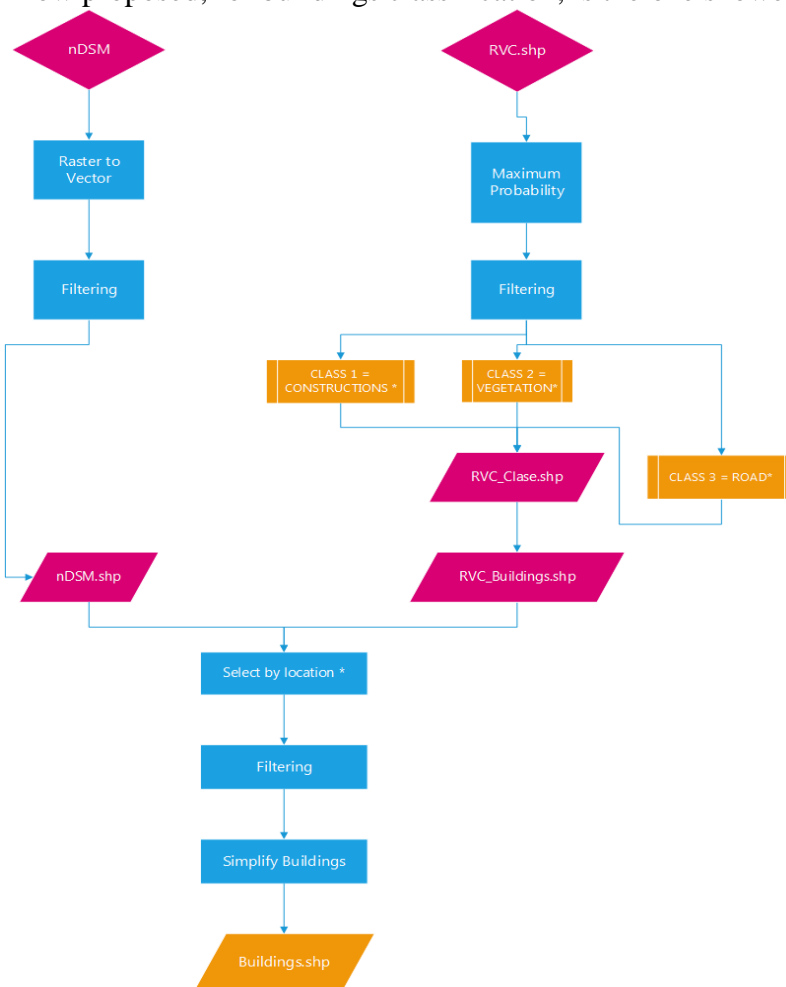 nDSM
RVC.shp
Raster to
Vector
Maximum
Probability
Filtering
Filtering
CLASS 1 =
CONSTRUCTIONS *
CLASS 2 =
VEGETATION*
RVC_Clase.shp
CLASS 3 = ROAD*
nDSM.shp
RVC_Buildings.shp
Select by location *
Filtering
Simplify Buildings
Buildings.shp